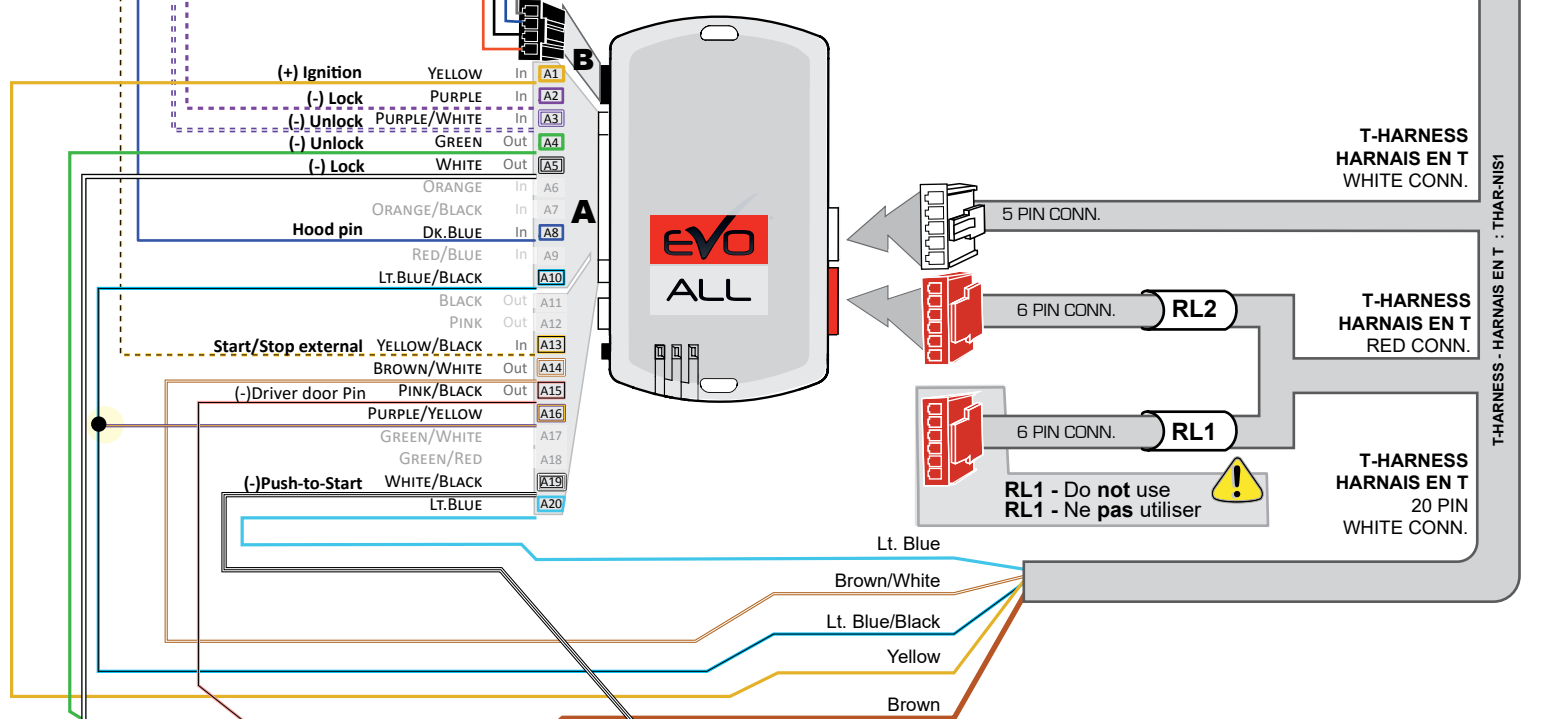 B
(+) Ignition YELLOW In A1
(-) Lock PURPLE In A2
(-) Unlock PURPLE/WHITE In A3
(-) Unlock GREEN Out A4
(-) Lock WHITE Out A5
ORANGE In A6
ORANGE/BLACK In A7
A
Hood pin DK.BLUE In A8
RED/BLUE In A9
LT.BLUE/BLACK A10
BLACK Out A11
PINK Out A12
Start/Stop external YELLOW/BLACK In A13
BROWN/WHITE Out A14
(-)Driver door Pin PINK/BLACK Out A15
PURPLE/YELLOW A16
GREEN/WHITE A17
GREEN/RED A18
(-)Push-to-Start WHITE/BLACK A19
LT.BLUE A20
EVO
ALL
T-HARNESS
HARNAIS EN T
WHITE CONN.
5 PIN CONN.
6 PIN CONN. RL2
T-HARNESS
HARNAIS EN T
RED CONN.
6 PIN CONN. RL1
RL1 - Do not use
RL1 - Ne pas utiliser
T-HARNESS
HARNAIS EN T
20 PIN
WHITE CONN.
T-HARNESS - HARNAIS EN T : THAR-NIS1
Lt. Blue
Brown/White
Lt. Blue/Black
Yellow
Brown